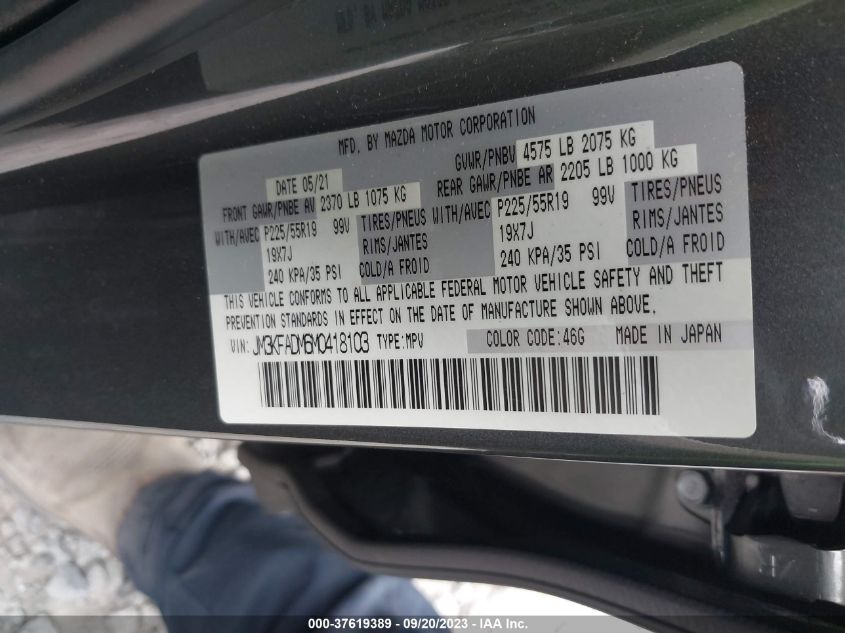 MFD. BY MAZDA MOTOR CORPORATION
DATE 05/21 GVWR/PNBV 4575 LB 2075 KG
FRONT GAWR/PNBE AV 2370 LB 1075 KG REAR GAWR/PNBE AR 2205 LB 1000 KG
WITH/AVEC P225/55R19 99V TIRES/PNEUS WITH/AVEC P225/55R19 99V TIRES/PNEUS
19X7J RIMS/JANTES 19X7J RIMS/JANTES
240 KPA/35 PSI COLD/A FROID 240 KPA/35 PSI COLD/A FROID
THIS VEHICLE CONFORMS TO ALL APPLICABLE FEDERAL MOTOR VEHICLE SAFETY AND THEFT
PREVENTION STANDARDS IN EFFECT ON THE DATE OF MANUFACTURE SHOWN ABOVE.
VIN: JM3KFADM6M0418103 TYPE:MPV COLOR CODE:46G MADE IN JAPAN
000-37619389 - 09/20/2023 - IAA Inc.